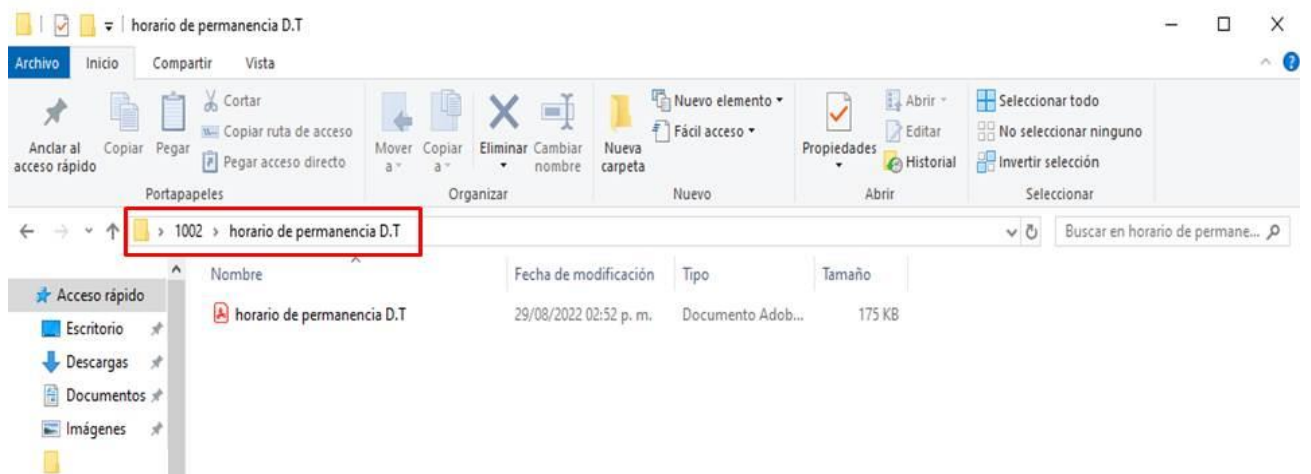 horario de permanencia D.T
Archivo Inicio Compartir Vista
Anclar al acceso rápido
Copiar
Pegar
Cortar
Copiar ruta de acceso
Pegar acceso directo
Portapapeles
Mover a
Copiar a
Eliminar
Cambiar nombre
Organizar
Nueva carpeta
Nuevo elemento
Fácil acceso
Nuevo
Propiedades
Abrir
Editar
Historial
Abrir
Seleccionar todo
No seleccionar ninguno
Invertir selección
Seleccionar
> 1002 > horario de permanencia D.T
Buscar en horario de permane...
Nombre Fecha de modificación Tipo Tamaño
horario de permanencia D.T 29/08/2022 02:52 p. m. Documento Adob... 175 KB
Acceso rápido
Escritorio
Descargas
Documentos
Imágenes